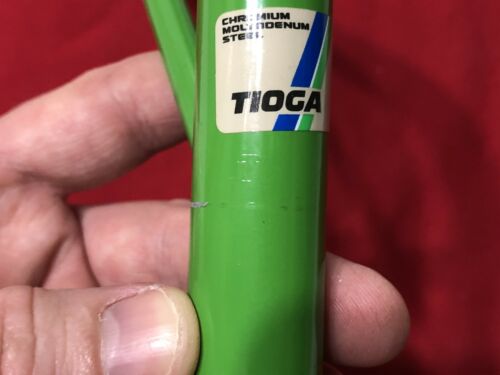 CHROMIUM
MOLYBDENUM
STEEL
TIOGA